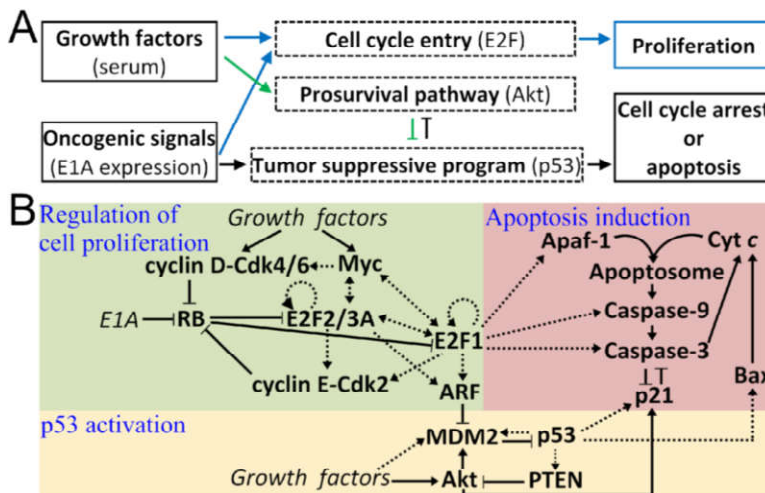 A
Growth factors
(serum)
Cell cycle entry (E2F)
Proliferation
Prosurvival pathway (Akt)
Oncogenic signals
(E1A expression)
Tumor suppressive program (p53)
Cell cycle arrest
or
apoptosis
B
Regulation of
cell proliferation
Growth factors
cyclin D-Cdk4/6
Myc
E1A
RB
E2F2/3A
E2F1
cyclin E-Cdk2
ARF
Apoptosis induction
Apaf-1
Cyt c
Apoptosome
Caspase-9
Caspase-3
p21
Bax
p53 activation
MDM2
p53
Growth factors
Akt
PTEN